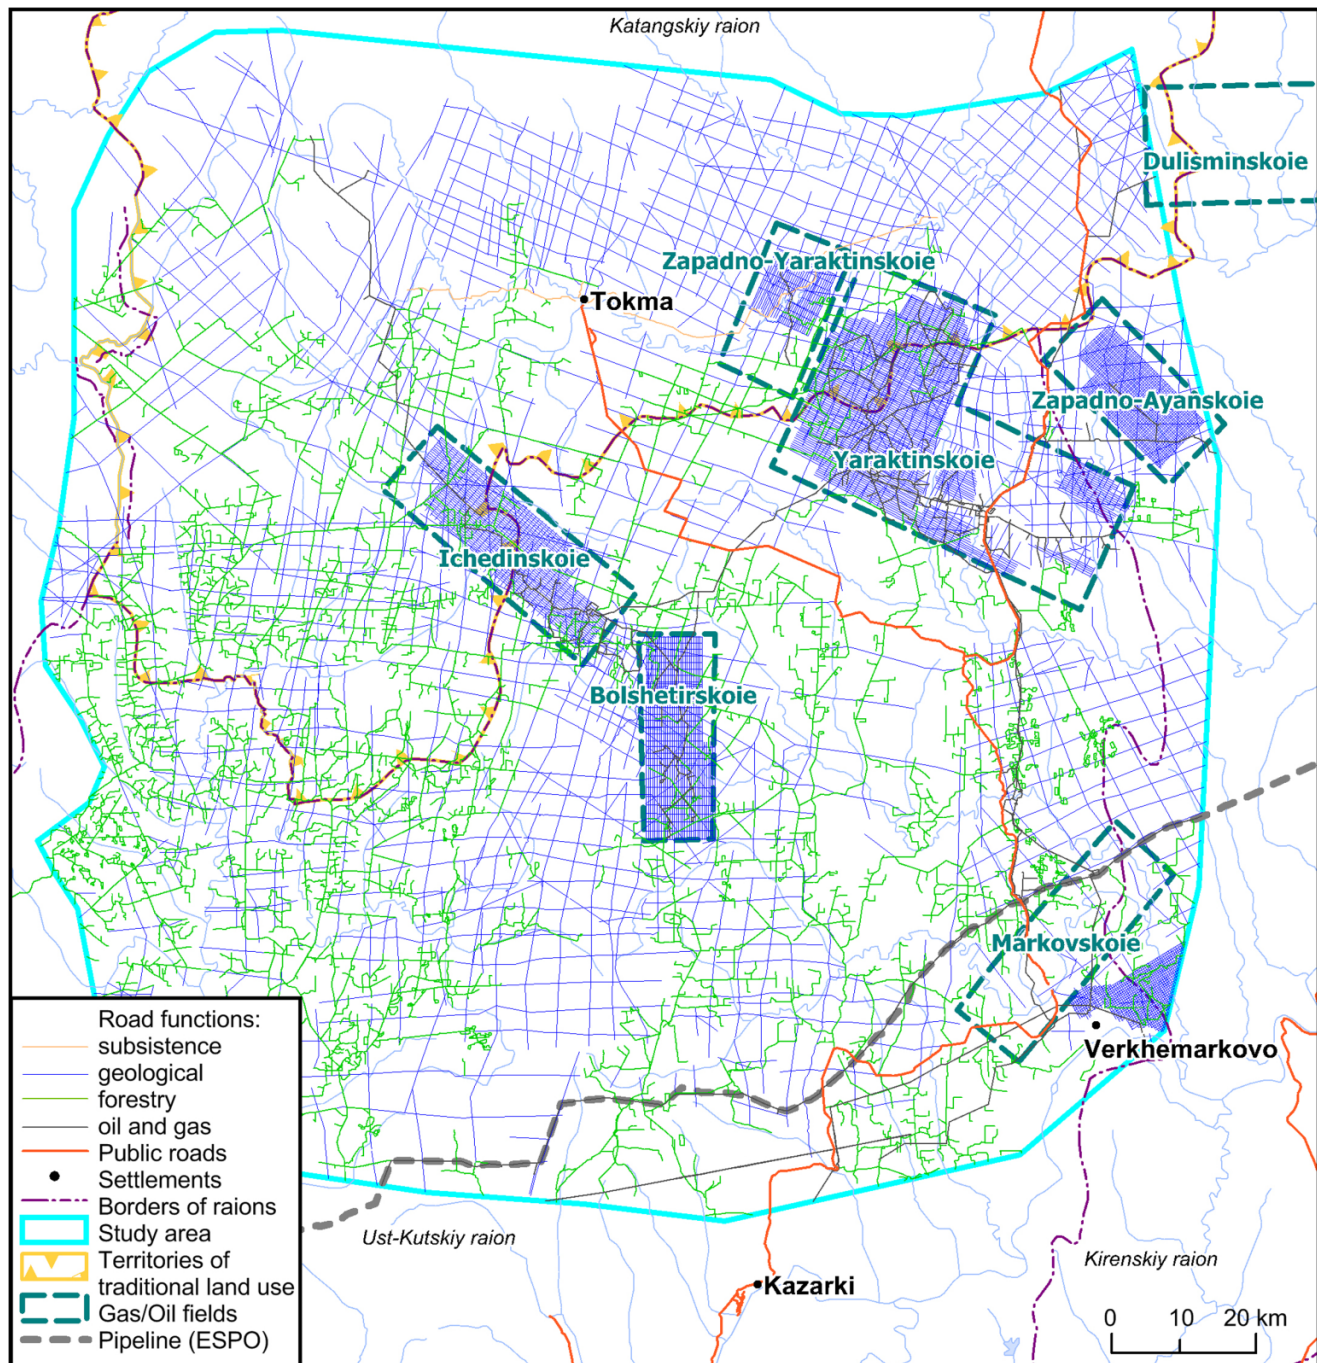 Katangskiy raion
Dulisminskoie
Zapadno-Yaraktinskoie
Tokma
Zapadno-Ayanskoie
Yaraktinskoie
Ichedinskoie
Bolshetirskoie
Markovskoie
Verkhemarkovo
Road functions:
subsistence
geological
forestry
oil and gas
Public roads
Settlements
Borders of raions
Study area
Territories of
traditional land use
Gas/Oil fields
Pipeline (ESPO)
Ust-Kutskiy raion
Kirenskiy raion
Kazarki
0 10 20 km